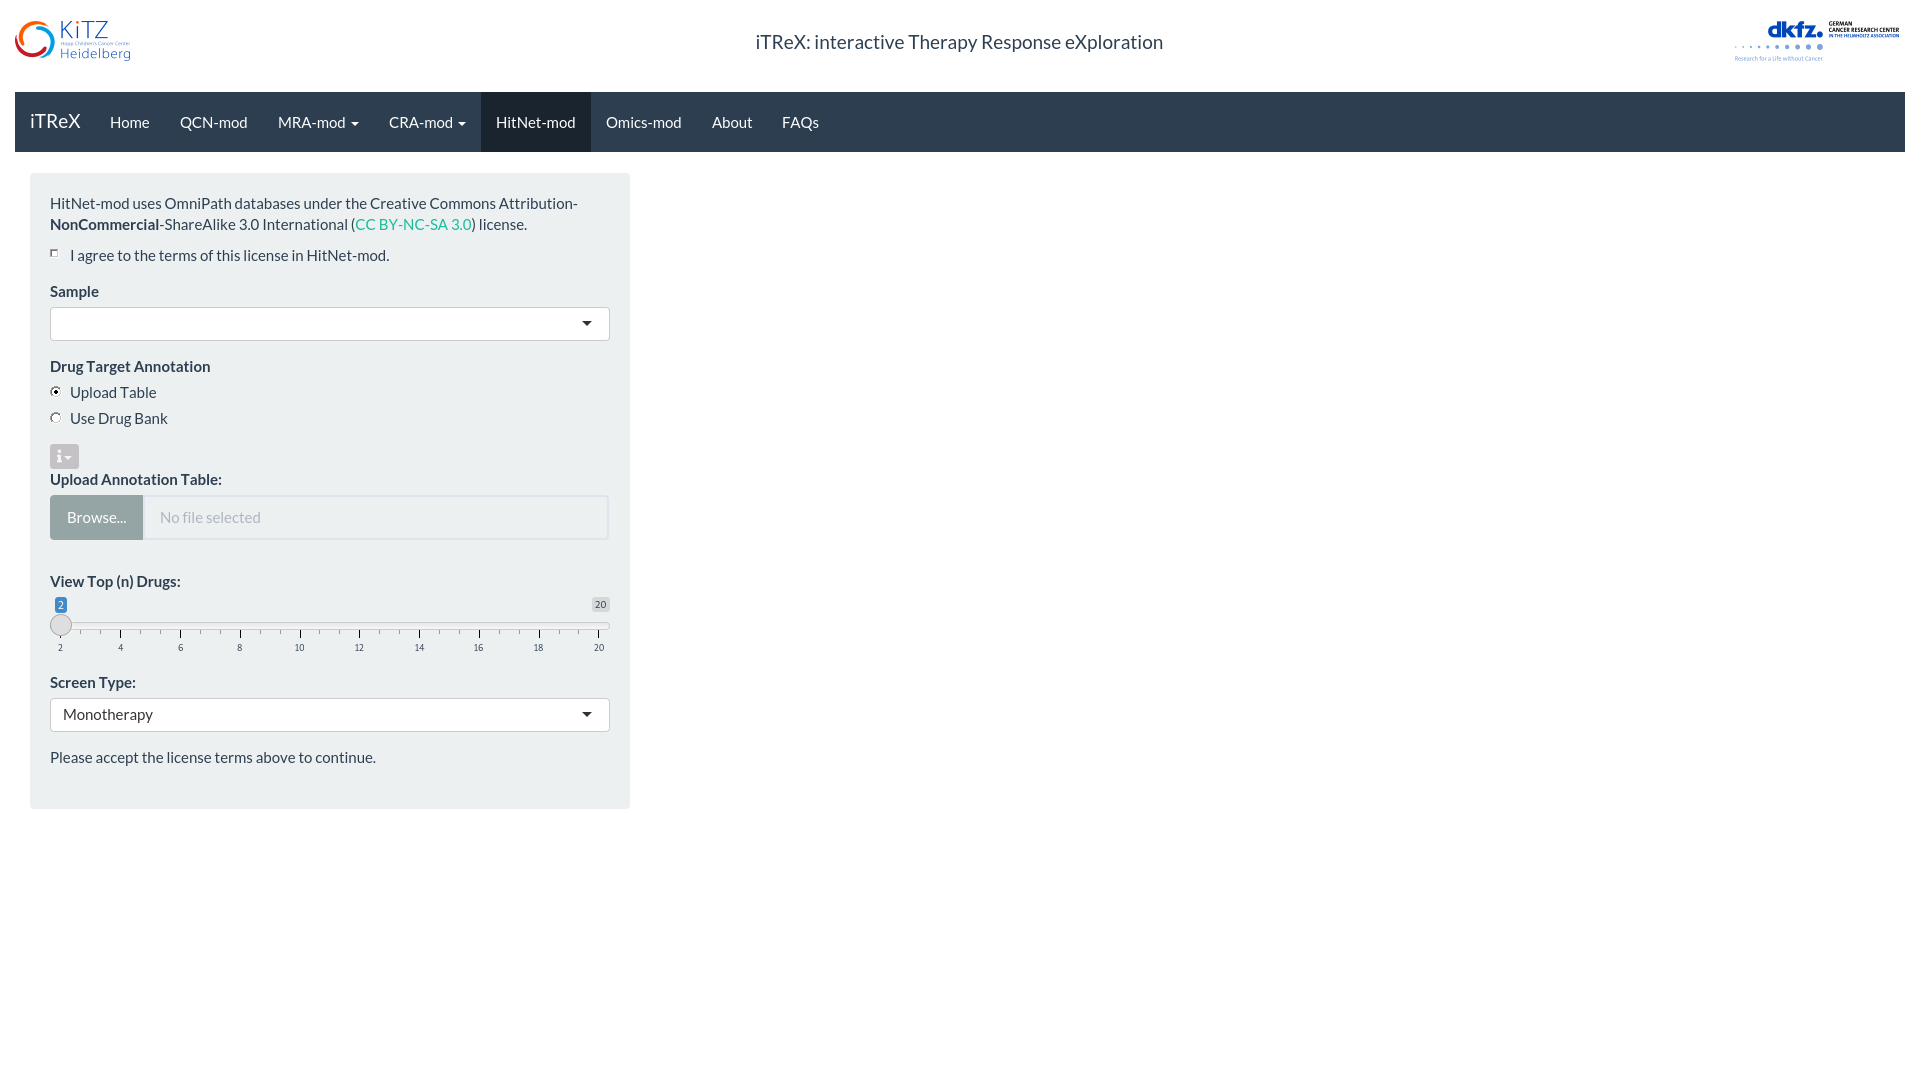 KiTZ
Hopp Children's Cancer Center
Heidelberg
iTReX: interactive Therapy Response eXploration
dkfz.
GERMAN
CANCER RESEARCH CENTER
IN THE HELMHOLTZ ASSOCIATION
Research for a Life without Cancer
iTReX Home QCN-mod MRA-mod CRA-mod HitNet-mod Omics-mod About FAQs
HitNet-mod uses OmniPath databases under the Creative Commons Attribution-
NonCommercial-ShareAlike 3.0 International (CC BY-NC-SA 3.0) license.
I agree to the terms of this license in HitNet-mod.
Sample
Drug Target Annotation
Upload Table
Use Drug Bank
Upload Annotation Table:
Browse... No file selected
View Top (n) Drugs:
2 20
2 4 6 8 10 12 14 16 18 20
Screen Type:
Monotherapy
Please accept the license terms above to continue.